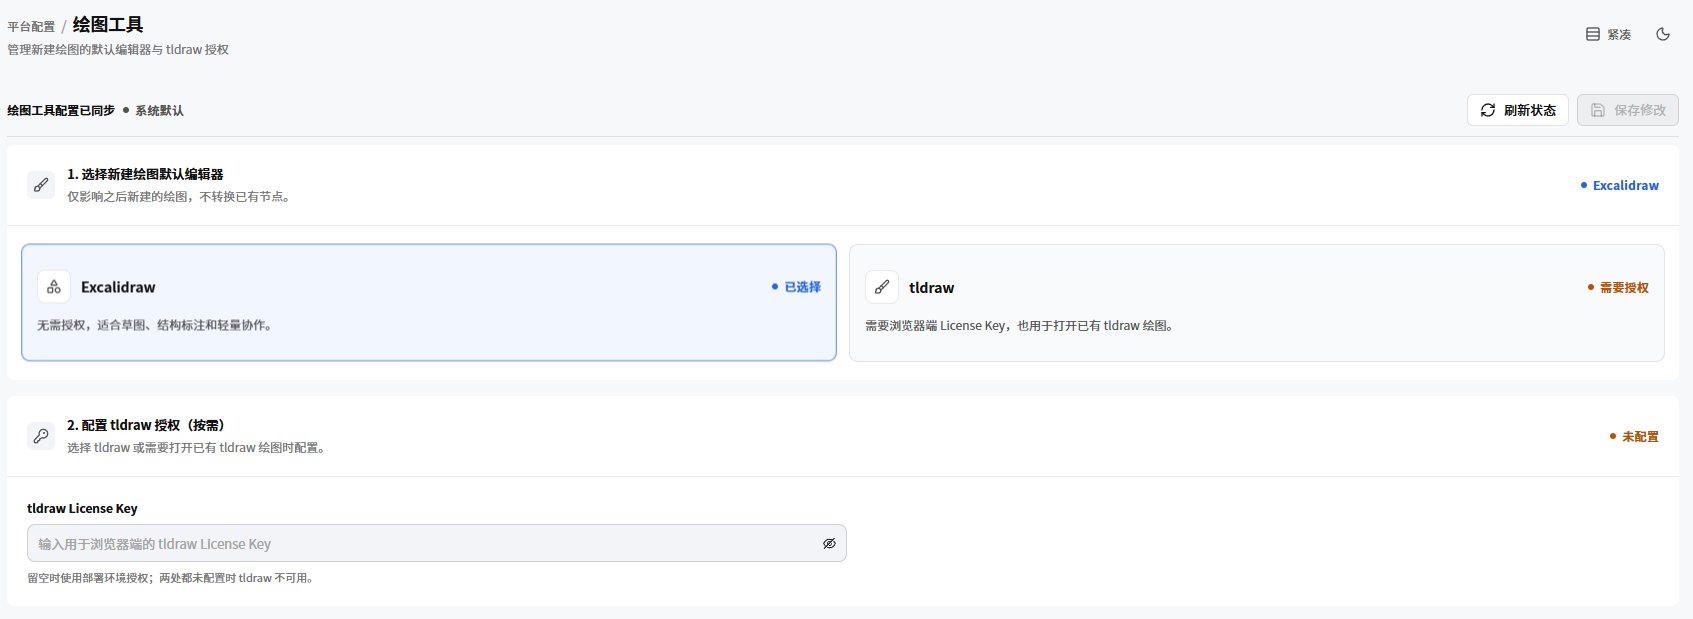 平台配置 / 绘图工具
管理新建绘图的默认编辑器与 tldraw 授权
紧凑
绘图工具配置已同步 ● 系统默认
刷新状态
保存修改
1. 选择新建绘图默认编辑器
仅影响之后新建的绘图，不转换已有节点。
● Excalidraw
Excalidraw
● 已选择
无需授权，适合草图、结构标注和轻量协作。
tldraw
● 需要授权
需要浏览器端 License Key，也用于打开已有 tldraw 绘图。
2. 配置 tldraw 授权（按需）
选择 tldraw 或需要打开已有 tldraw 绘图时配置。
● 未配置
tldraw License Key
输入用于浏览器端的 tldraw License Key
留空时使用部署环境授权；两处都未配置时 tldraw 不可用。